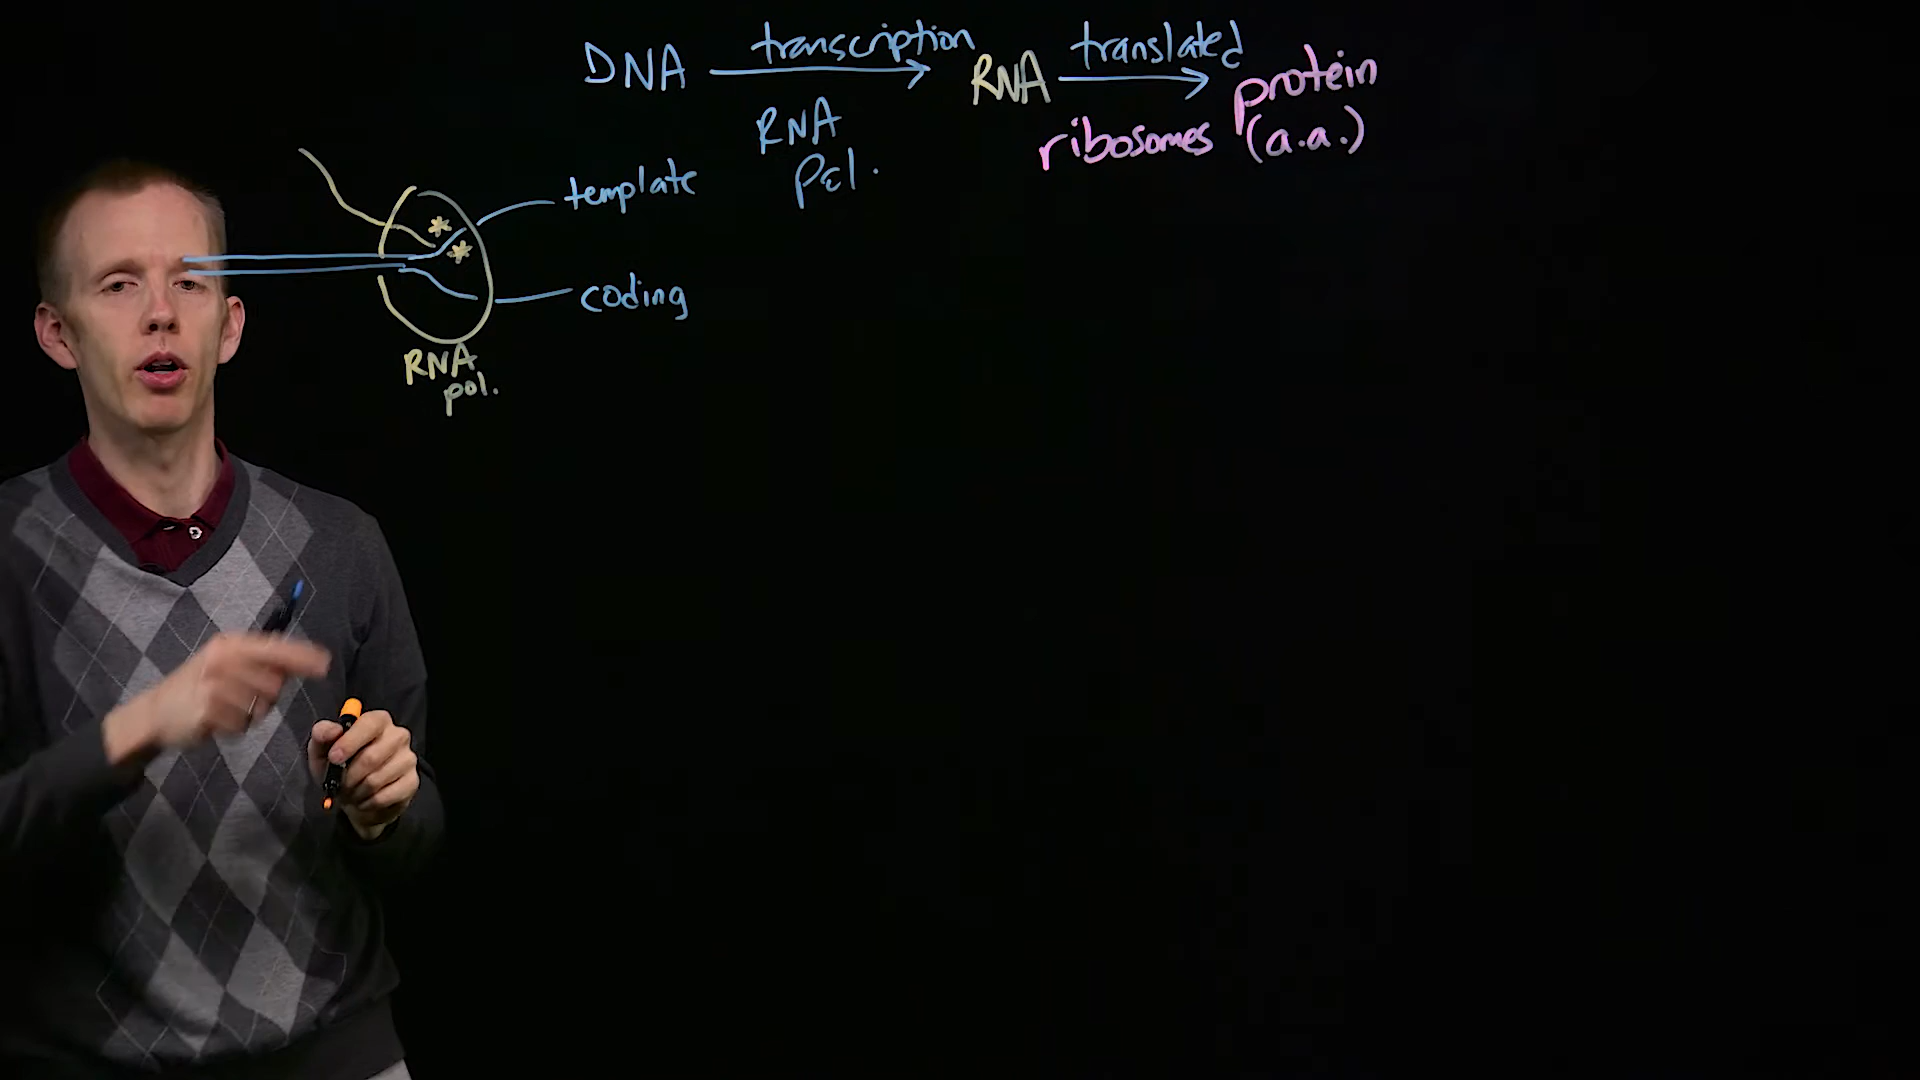 DNA transcription RNA translated protein
RNA pol. ribosomes (a.a.)
template
coding
RNA pol.